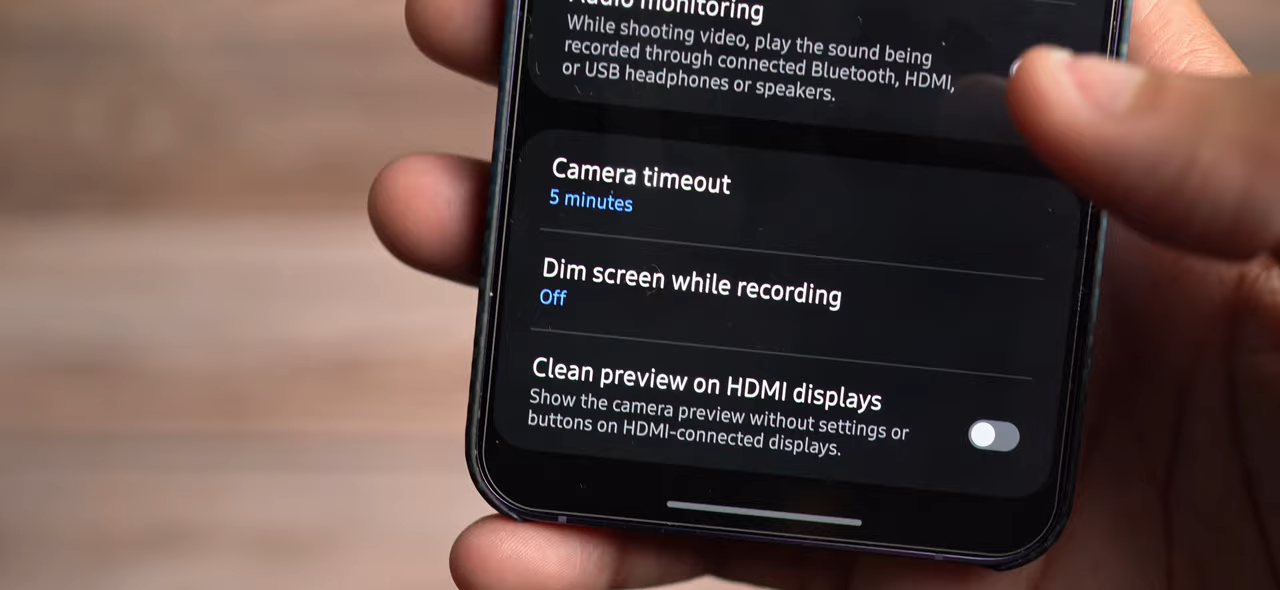 Audio monitoring
While shooting video, play the sound being
recorded through connected Bluetooth, HDMI,
or USB headphones or speakers.
Camera timeout
5 minutes
Dim screen while recording
Off
Clean preview on HDMI displays
Show the camera preview without settings or
buttons on HDMI-connected displays.